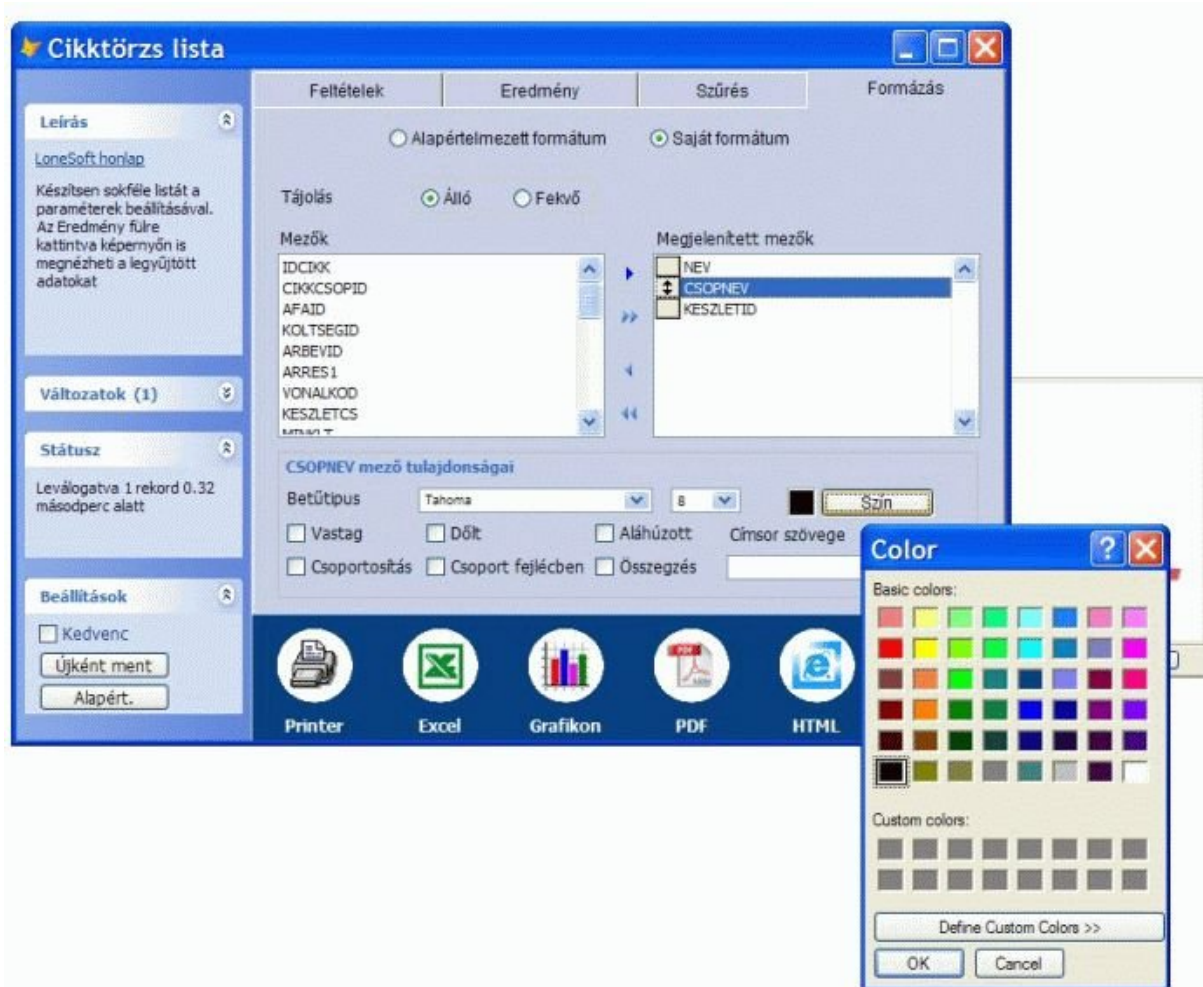 Cikktörzs lista
Feltételek
Eredmény
Szűrés
Formázás
Leírás
LoneSoft honlap
Készítsen sokféle listát a
paraméterek beállításával.
Az Eredmény fülre
kattintva képernyőn is
megnézheti a legyűjtött
adatokat
Változatok (1)
Státusz
Leválogatva 1 rekord 0.32
másodperc alatt
Beállítások
Kedvenc
Újként ment
Alapért.
Alapértelmezett formátum
Saját formátum
Tájolás
Álló
Fekvő
Mezők
IDCIKK
CIKKCSOPID
AFAID
KOLTSEGID
ARBEVID
ARRES1
VONALKOD
KESZLETCS
Megjelenített mezők
NEV
CSOPNEV
KESZLETID
CSOPNEV mező tulajdonságai
Betűtipus
Tahoma
8
Szín
Vastag
Dőlt
Aláhúzott
Címsor szövege
Csoportosítás
Csoport fejlécben
Összegzés
Printer
Excel
Grafikon
PDF
HTML
Color
Basic colors:
Custom colors:
Define Custom Colors >>
OK
Cancel